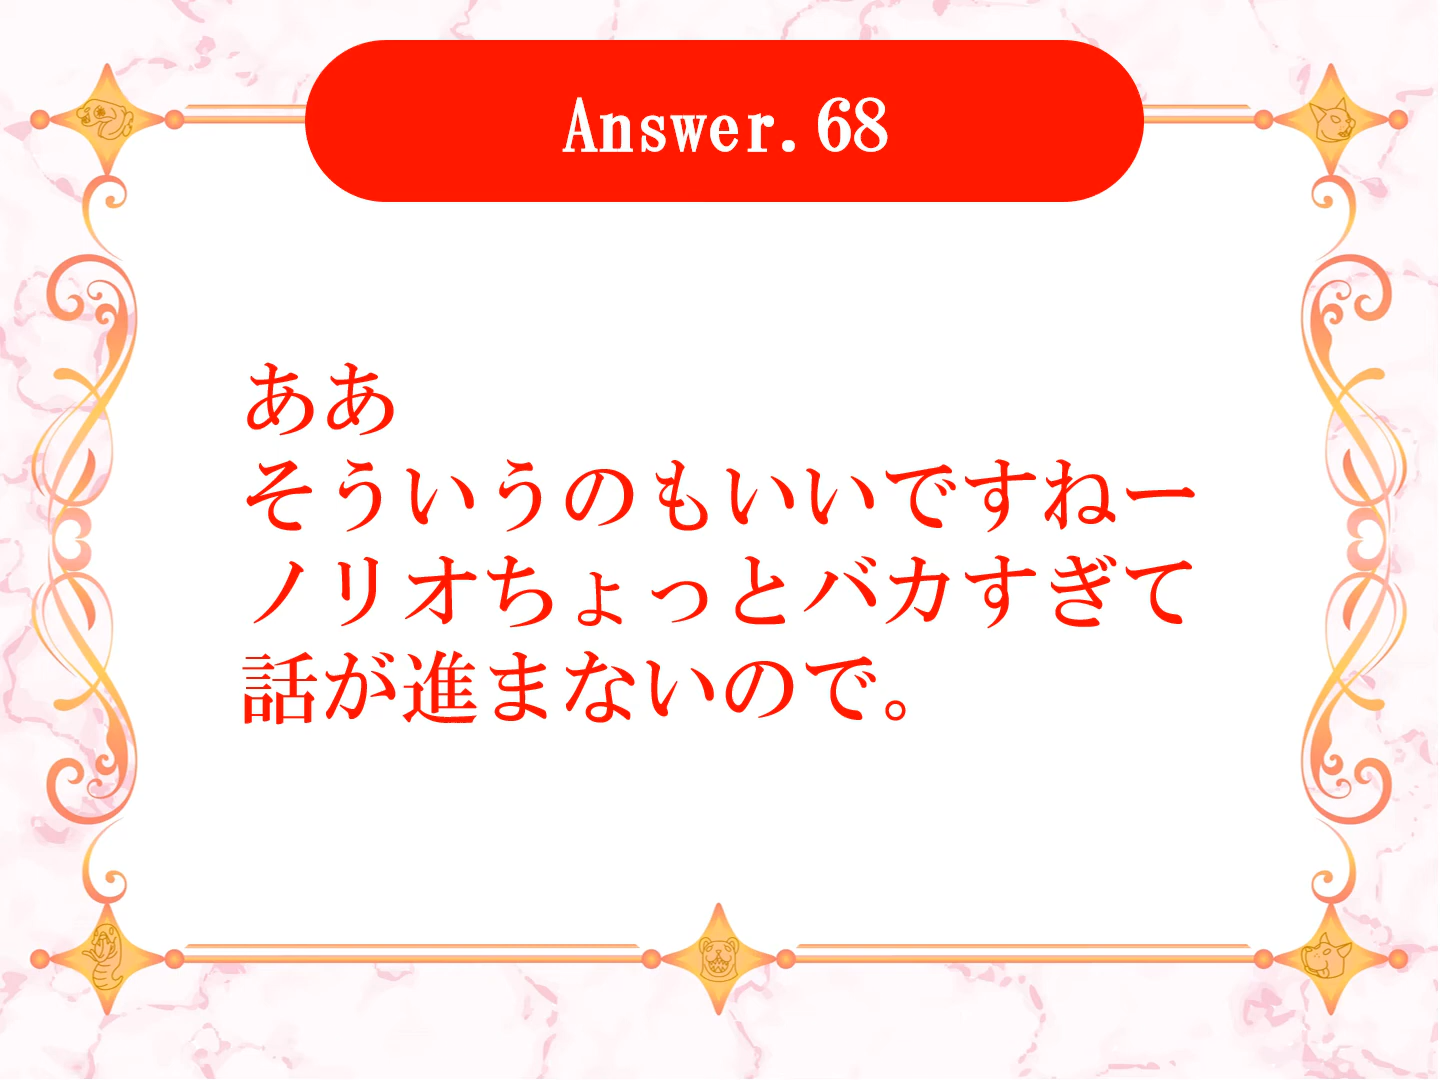 Answer.68
ああ
そういうのもいいですねー
ノリオちょっとバカすぎて
話が進まないので。